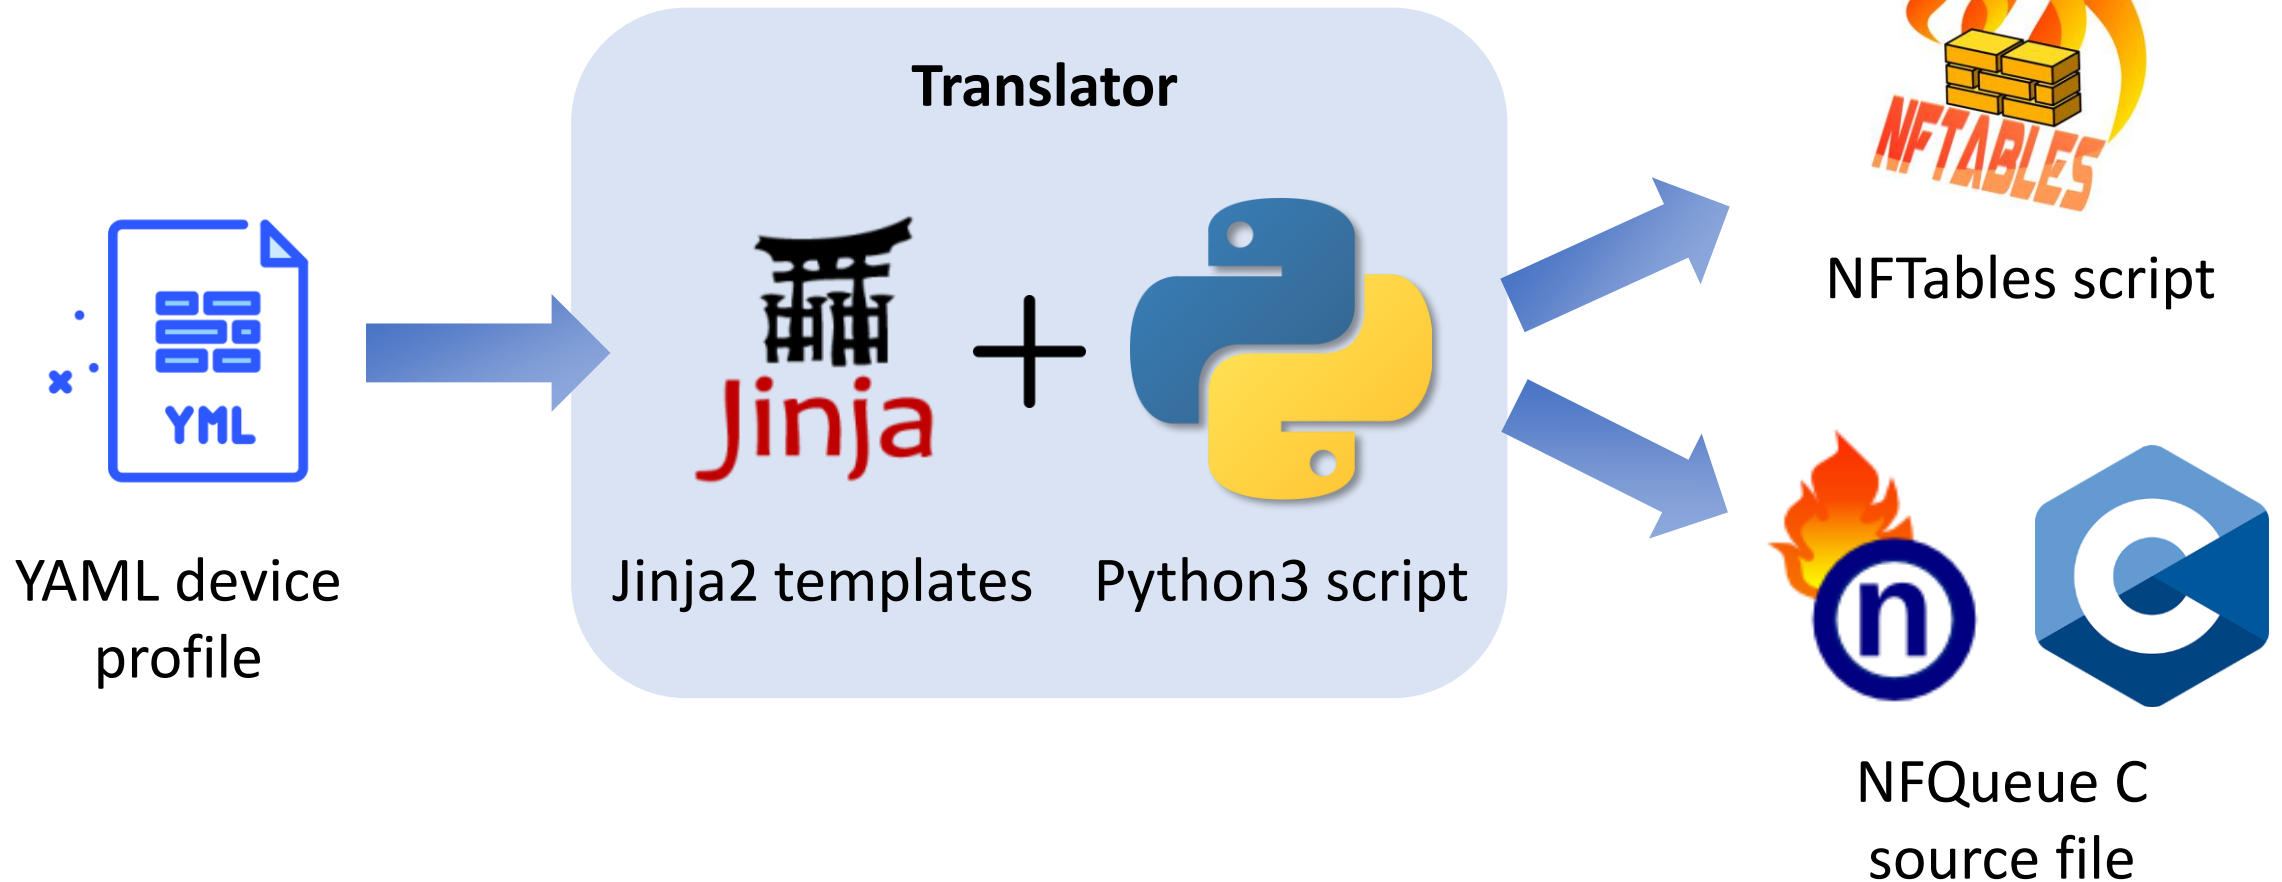 Translator
NFTABLES
NFTables script
YML
Jinja
YAML device
profile
Jinja2 templates
Python3 script
n
C
NFQueue C
source file